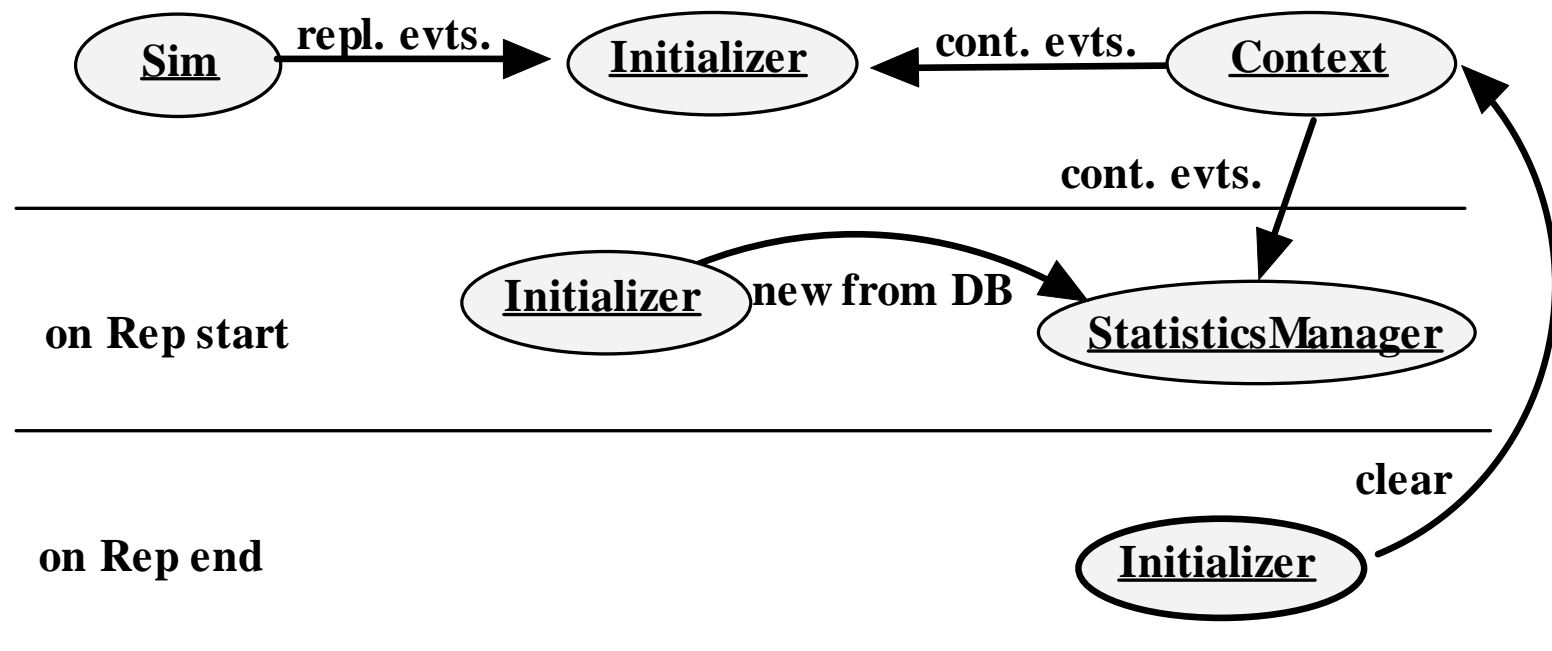 Sim
repl. evts.
Initializer
cont. evts.
Context
cont. evts.
on Rep start
Initializer
new from DB
StatisticsManager
clear
on Rep end
Initializer